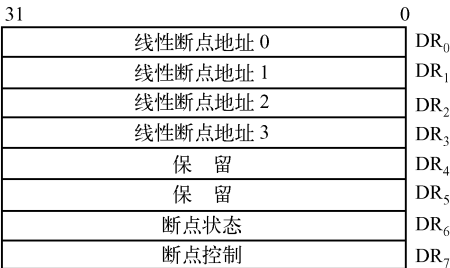 31 0
线性断点地址 0 DR₀
线性断点地址 1 DR₁
线性断点地址 2 DR₂
线性断点地址 3 DR₃
保 留 DR₄
保 留 DR₅
断点状态 DR₆
断点控制 DR₇